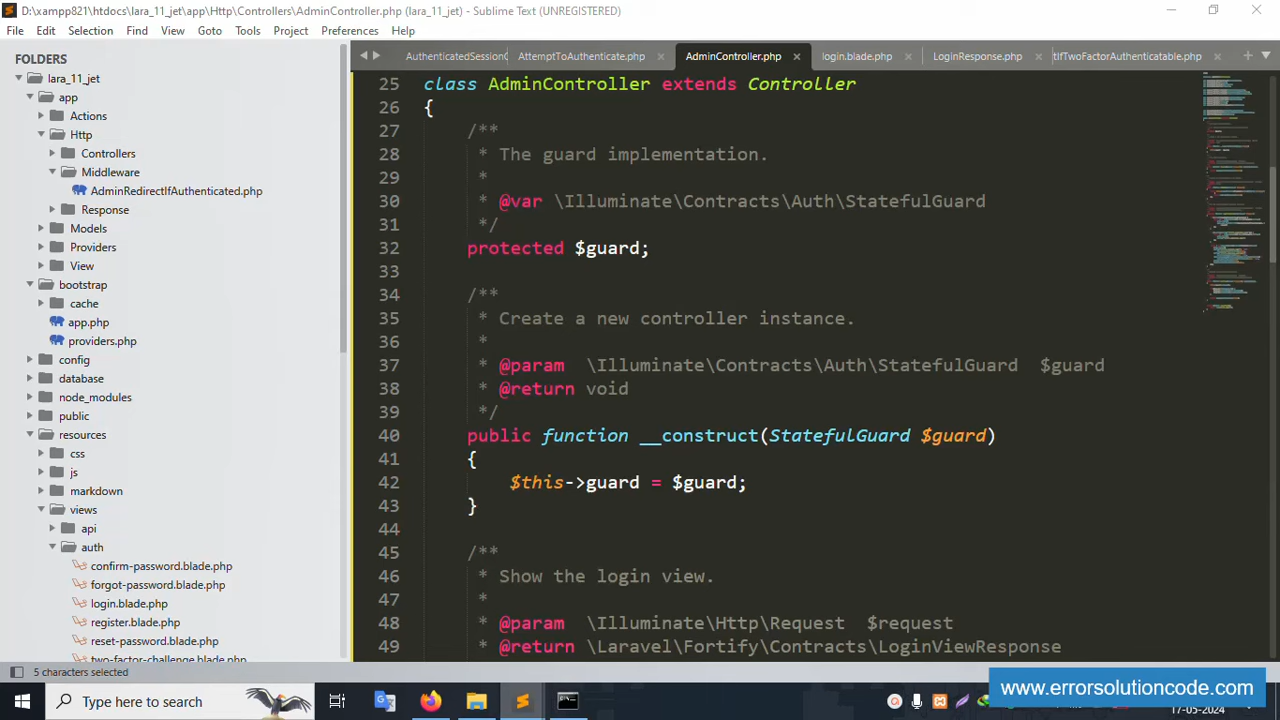 D:\xampp821\htdocs\lara_11_jet\app\Http\Controllers\AdminController.php (lara_11_jet) - Sublime Text (UNREGISTERED)
File Edit Selection Find View Goto Tools Project Preferences Help
FOLDERS
lara_11_jet
app
Actions
Http
Controllers
Middleware
AdminRedirectIfAuthenticated.php
Response
Models
Providers
View
bootstrap
cache
app.php
providers.php
config
database
node_modules
public
resources
css
js
markdown
views
api
auth
confirm-password.blade.php
forgot-password.blade.php
login.blade.php
register.blade.php
reset-password.blade.php
two-factor-challenge.blade.php
AuthenticatedSessionC AttemptToAuthenticate.php AdminController.php login.blade.php LoginResponse.php tIfTwoFactorAuthenticatable.php
25 class AdminController extends Controller
26 {
27 /**
28 * The guard implementation.
29 *
30 * @var \Illuminate\Contracts\Auth\StatefulGuard
31 */
32 protected $guard;
33
34 /**
35 * Create a new controller instance.
36 *
37 * @param \Illuminate\Contracts\Auth\StatefulGuard $guard
38 * @return void
39 */
40 public function __construct(StatefulGuard $guard)
41 {
42 $this->guard = $guard;
43 }
44
45 /**
46 * Show the login view.
47 *
48 * @param \Illuminate\Http\Request $request
49 * @return \Laravel\Fortify\Contracts\LoginViewResponse
5 characters selected
Type here to search
www.errorsolutioncode.com
17-05-2024